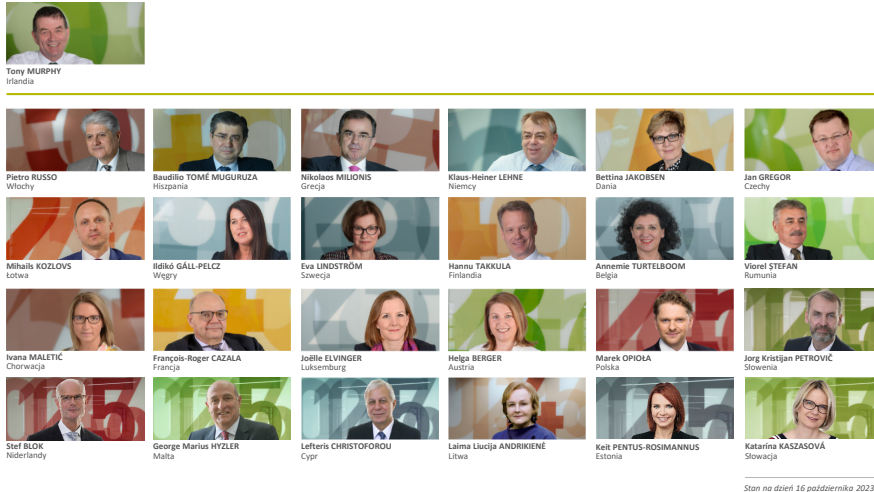 Tony MURPHY
Irlandia
Pietro RUSSO
Włochy
Baudilio TOMÉ MUGURUZA
Hiszpania
Nikolaos MILIONIS
Grecja
Klaus-Heiner LEHNE
Niemcy
Bettina JAKOBSEN
Dania
Jan GREGOR
Czechy
Mihails KOZLOVS
Łotwa
Ildikó GÁLL-PELCZ
Węgry
Eva LINDSTRÖM
Szwecja
Hannu TAKKULA
Finlandia
Annemie TURTELBOOM
Belgia
Viorel ȘTEFAN
Rumunia
Ivana MALETIĆ
Chorwacja
François-Roger CAZALA
Francja
Joëlle ELVINGER
Luksemburg
Helga BERGER
Austria
Marek OPIOŁA
Polska
Jorg Kristijan PETROVIČ
Słowenia
Stef BLOK
Niderlandy
George Marius HYZLER
Malta
Lefteris CHRISTOFOROU
Cypr
Laima Liucija ANDRIKIENĖ
Litwa
Keit PENTUS-ROSIMANNUS
Estonia
Katarína KASZASOVÁ
Słowacja
Stan na dzień 16 października 2023